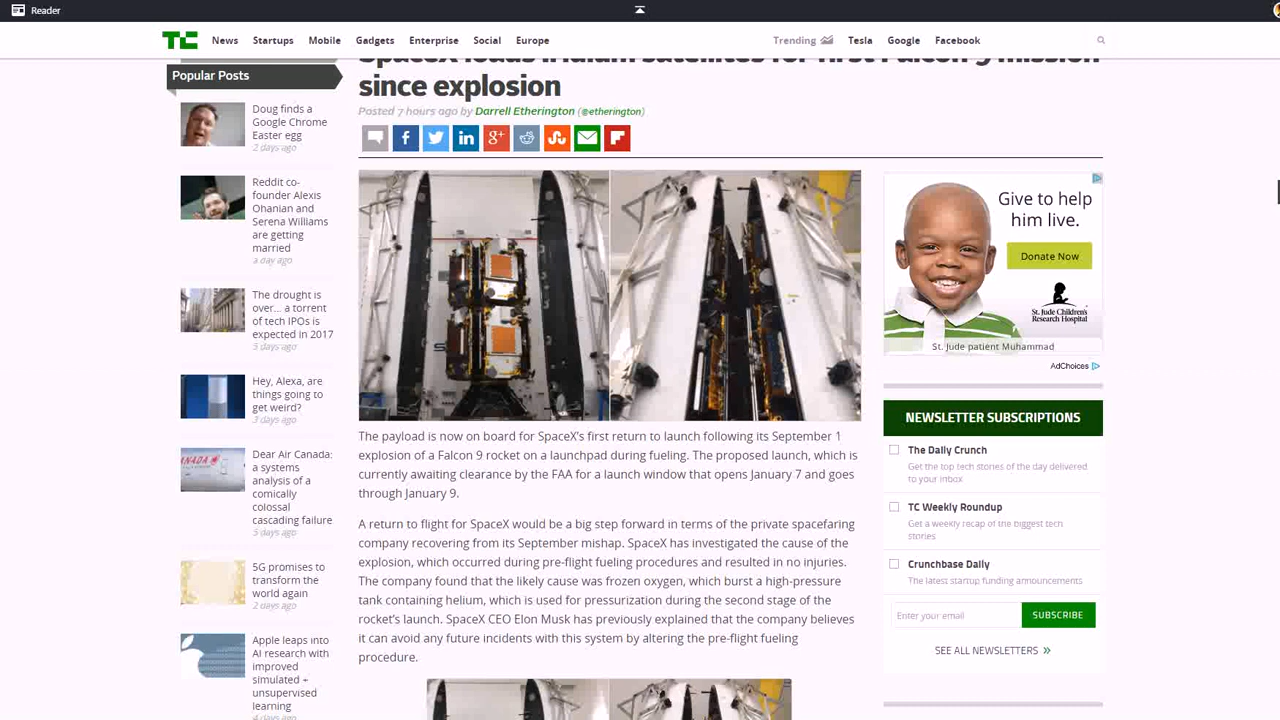 Reader
TC News Startups Mobile Gadgets Enterprise Social Europe Trending Tesla Google Facebook
SpaceX loads Iridium satellites for first Falcon 9 mission
since explosion
Posted 7 hours ago by Darrell Etherington (@etherington)
Popular Posts
Doug finds a
Google Chrome
Easter egg
2 days ago
Reddit co-
founder Alexis
Ohanian and
Serena Williams
are getting
married
a day ago
The drought is
over... a torrent
of tech IPOs is
expected in 2017
5 days ago
Hey, Alexa, are
things going to
get weird?
3 days ago
Dear Air Canada:
a systems
analysis of a
comically
colossal
cascading failure
5 days ago
5G promises to
transform the
world again
2 days ago
Apple leaps into
AI research with
improved
simulated +
unsupervised
learning
4 days ago
The payload is now on board for SpaceX's first return to launch following its September 1
explosion of a Falcon 9 rocket on a launchpad during fueling. The proposed launch, which is
currently awaiting clearance by the FAA for a launch window that opens January 7 and goes
through January 9.
A return to flight for SpaceX would be a big step forward in terms of the private spacefaring
company recovering from its September mishap. SpaceX has investigated the cause of the
explosion, which occurred during pre-flight fueling procedures and resulted in no injuries.
The company found that the likely cause was frozen oxygen, which burst a high-pressure
tank containing helium, which is used for pressurization during the second stage of the
rocket's launch. SpaceX CEO Elon Musk has previously explained that the company believes
it can avoid any future incidents with this system by altering the pre-flight fueling
procedure.
Give to help
him live.
Donate Now
St. Jude Children's
Research Hospital
St. Jude patient Muhammad
AdChoices
NEWSLETTER SUBSCRIPTIONS
The Daily Crunch
Get the top tech stories of the day delivered
to your inbox
TC Weekly Roundup
Get a weekly recap of the biggest tech
stories
Crunchbase Daily
The latest startup funding announcements
Enter your email SUBSCRIBE
SEE ALL NEWSLETTERS